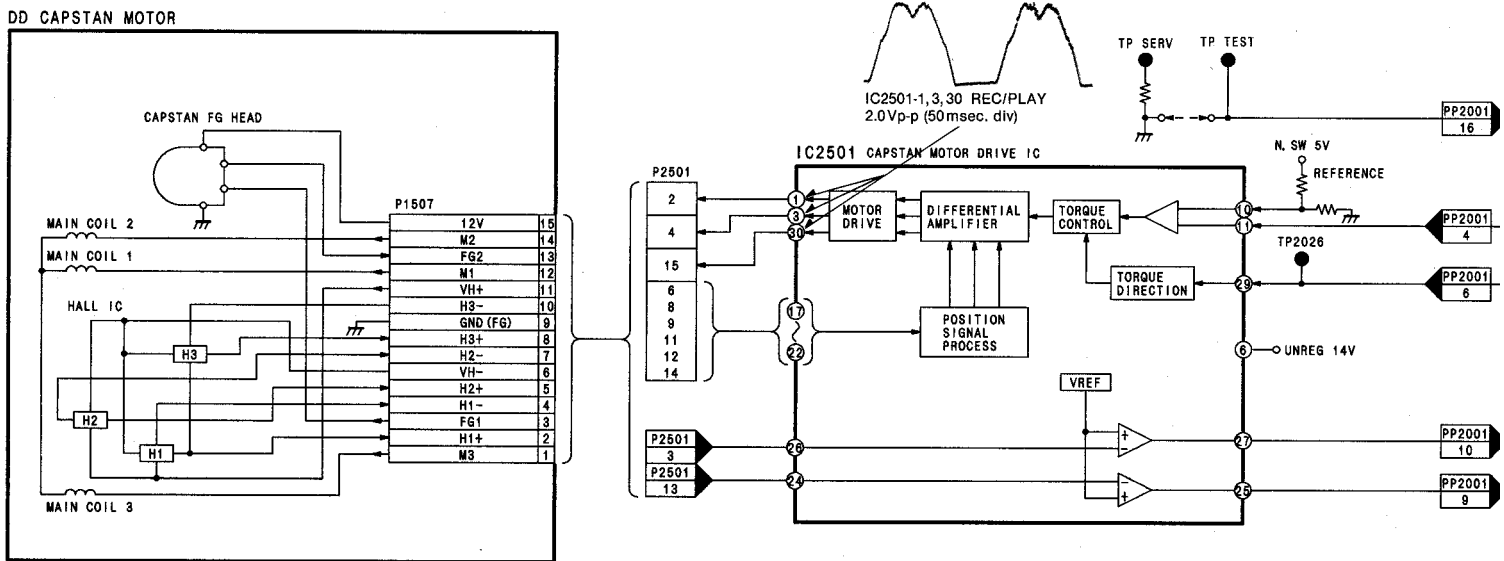 DD CAPSTAN MOTOR
CAPSTAN FG HEAD
MAIN COIL 2
MAIN COIL 1
HALL IC
H3
H2
H1
MAIN COIL 3
P1507
12V 15
M2 14
FG2 13
M1 12
VH+ 11
H3- 10
GND (FG) 9
H3+ 8
H2- 7
VH- 6
H2+ 5
H1- 4
FG1 3
H1+ 2
M3 1
P2501
2
4
15
6
8
9
11
12
14
P2501
3
P2501
13
IC2501-1, 3, 30 REC/PLAY
2.0Vp-p (50msec. div)
IC2501 CAPSTAN MOTOR DRIVE IC
1
3
30
17
22
26
24
MOTOR
DRIVE
DIFFERENTIAL
AMPLIFIER
TORQUE
CONTROL
TORQUE
DIRECTION
POSITION
SIGNAL
PROCESS
VREF
+
-
-
+
10
11
29
6
27
25
TP SERV
TP TEST
N. SW 5V
REFERENCE
TP2026
UNREG 14V
PP2001
16
PP2001
4
PP2001
6
PP2001
10
PP2001
9